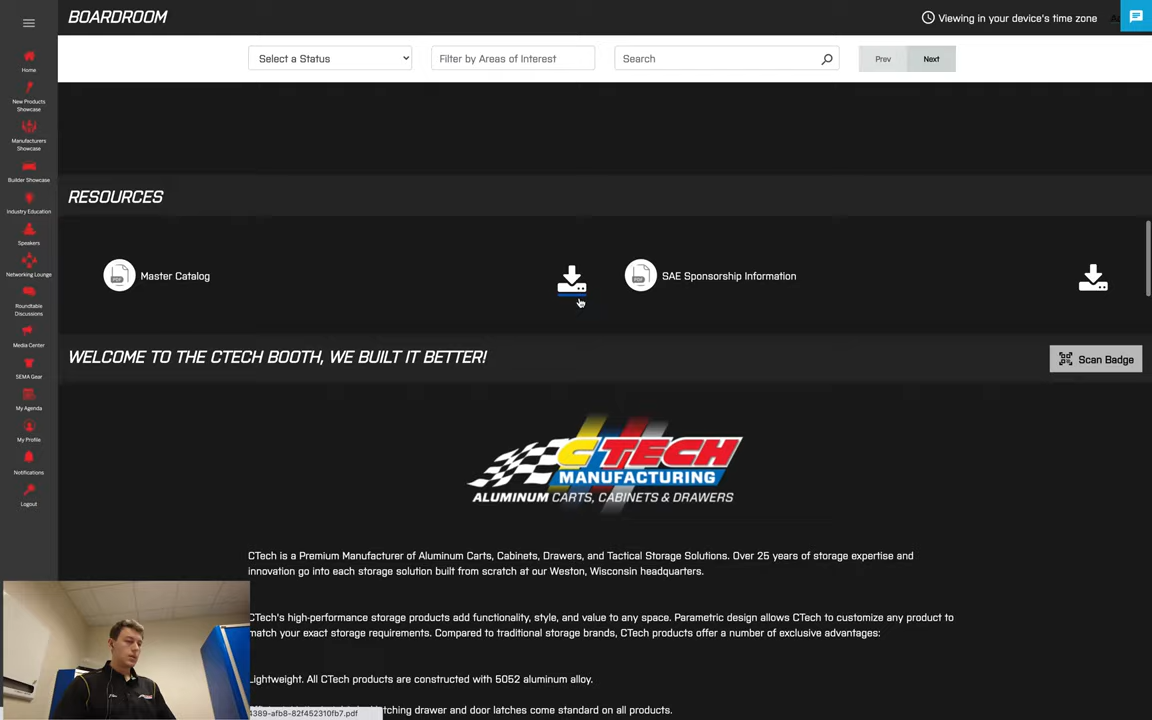 BOARDROOM
Viewing in your device's time zone
Select a Status
Filter by Areas of Interest
Search
Prev
Next
Home
New Products
Showcase
Manufacturers
Showcase
Builder Showcase
Industry Education
Speakers
Networking Lounge
Roundtable
Discussions
Media Center
SEMA Gear
My Agenda
My Profile
Notifications
Logout
RESOURCES
PDF
Master Catalog
PDF
SAE Sponsorship Information
WELCOME TO THE CTECH BOOTH, WE BUILT IT BETTER!
Scan Badge
CTECH
MANUFACTURING
ALUMINUM CARTS, CABINETS & DRAWERS
CTech is a Premium Manufacturer of Aluminum Carts, Cabinets, Drawers, and Tactical Storage Solutions. Over 25 years of storage expertise and
innovation go into each storage solution built from scratch at our Weston, Wisconsin headquarters.
CTech's high-performance storage products add functionality, style, and value to any space. Parametric design allows CTech to customize any product to
match your exact storage requirements. Compared to traditional storage brands, CTech products offer a number of exclusive advantages:
Lightweight. All CTech products are constructed with 5052 aluminum alloy.
drawer and door latches come standard on all products.
4389-afb8-82f452310fb7.pdf